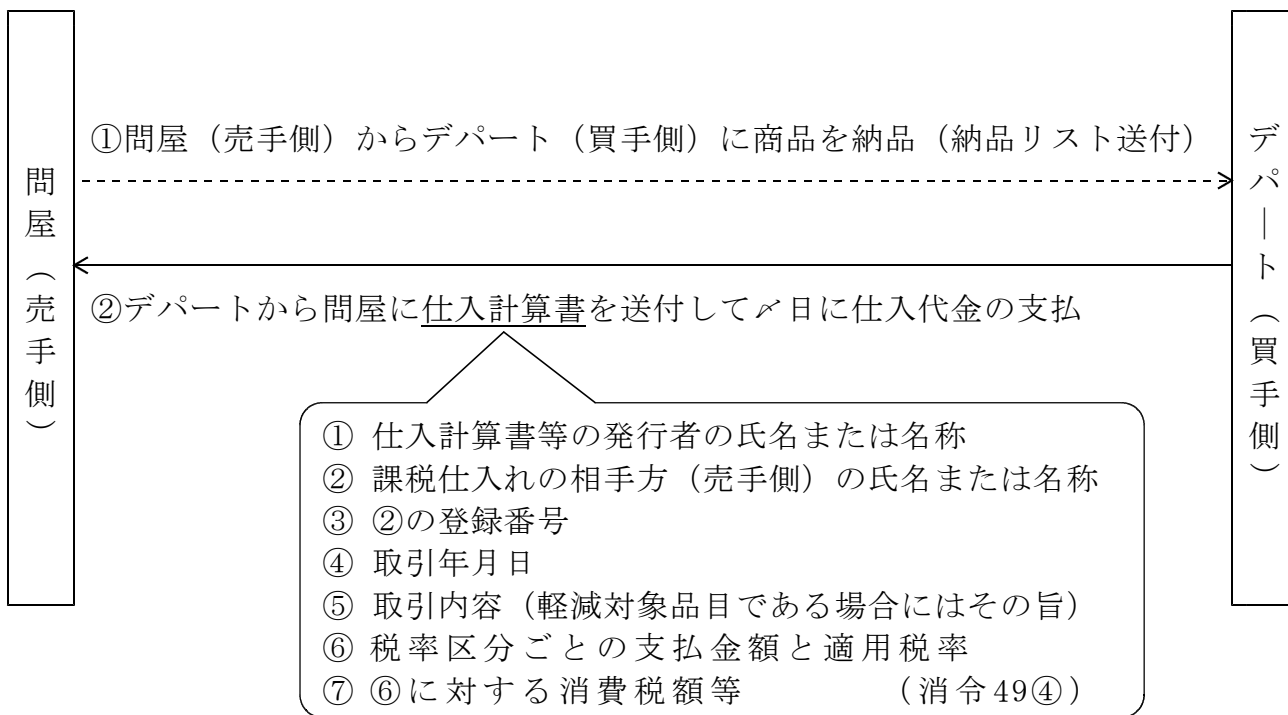 問屋（売手側）
①問屋（売手側）からデパート（買手側）に商品を納品（納品リスト送付）
デパート（買手側）
②デパートから問屋に仕入計算書を送付して〆日に仕入代金の支払
① 仕入計算書等の発行者の氏名または名称
② 課税仕入れの相手方（売手側）の氏名または名称
③ ②の登録番号
④ 取引年月日
⑤ 取引内容（軽減対象品目である場合にはその旨）
⑥ 税率区分ごとの支払金額と適用税率
⑦ ⑥に対する消費税額等　　　　（消令49④）